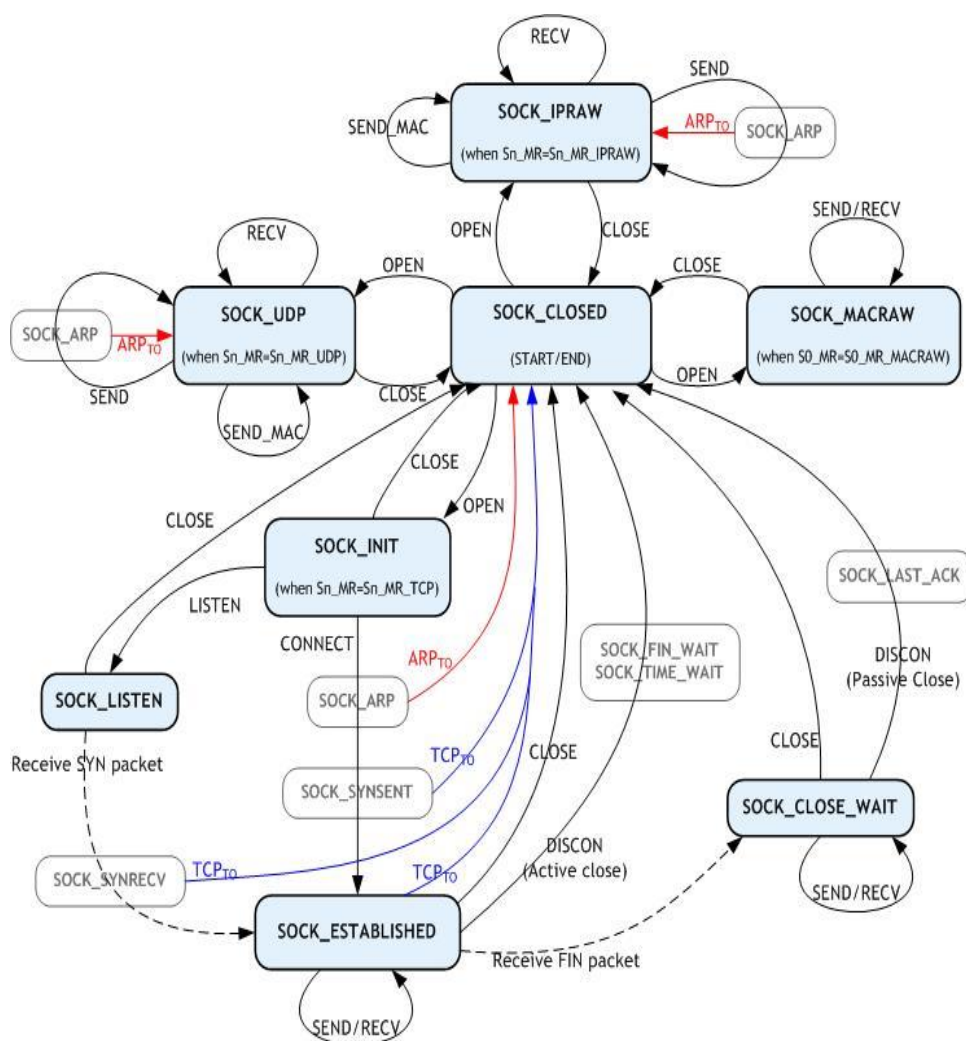 RECV
SEND
SOCK_IPRAW
(when Sn_MR=Sn_MR_IPRAW)
SEND_MAC
ARPTO
SOCK_ARP
OPEN
CLOSE
SEND/RECV
RECV
OPEN
CLOSE
SOCK_UDP
(when Sn_MR=Sn_MR_UDP)
SOCK_CLOSED
(START/END)
SOCK_MACRAW
(when S0_MR=S0_MR_MACRAW)
SOCK_ARP
ARPTO
SEND
CLOSE
OPEN
SEND_MAC
CLOSE
OPEN
CLOSE
SOCK_INIT
(when Sn_MR=Sn_MR_TCP)
SOCK_LAST_ACK
LISTEN
CONNECT
ARPTO
SOCK_FIN_WAIT
SOCK_TIME_WAIT
DISCON
(Passive Close)
SOCK_LISTEN
SOCK_ARP
Receive SYN packet
TCPTO
CLOSE
CLOSE
SOCK_SYNSENT
SOCK_CLOSE_WAIT
DISCON
(Active close)
SOCK_SYNRECV
TCPTO
TCPTO
SEND/RECV
SOCK_ESTABLISHED
Receive FIN packet
SEND/RECV